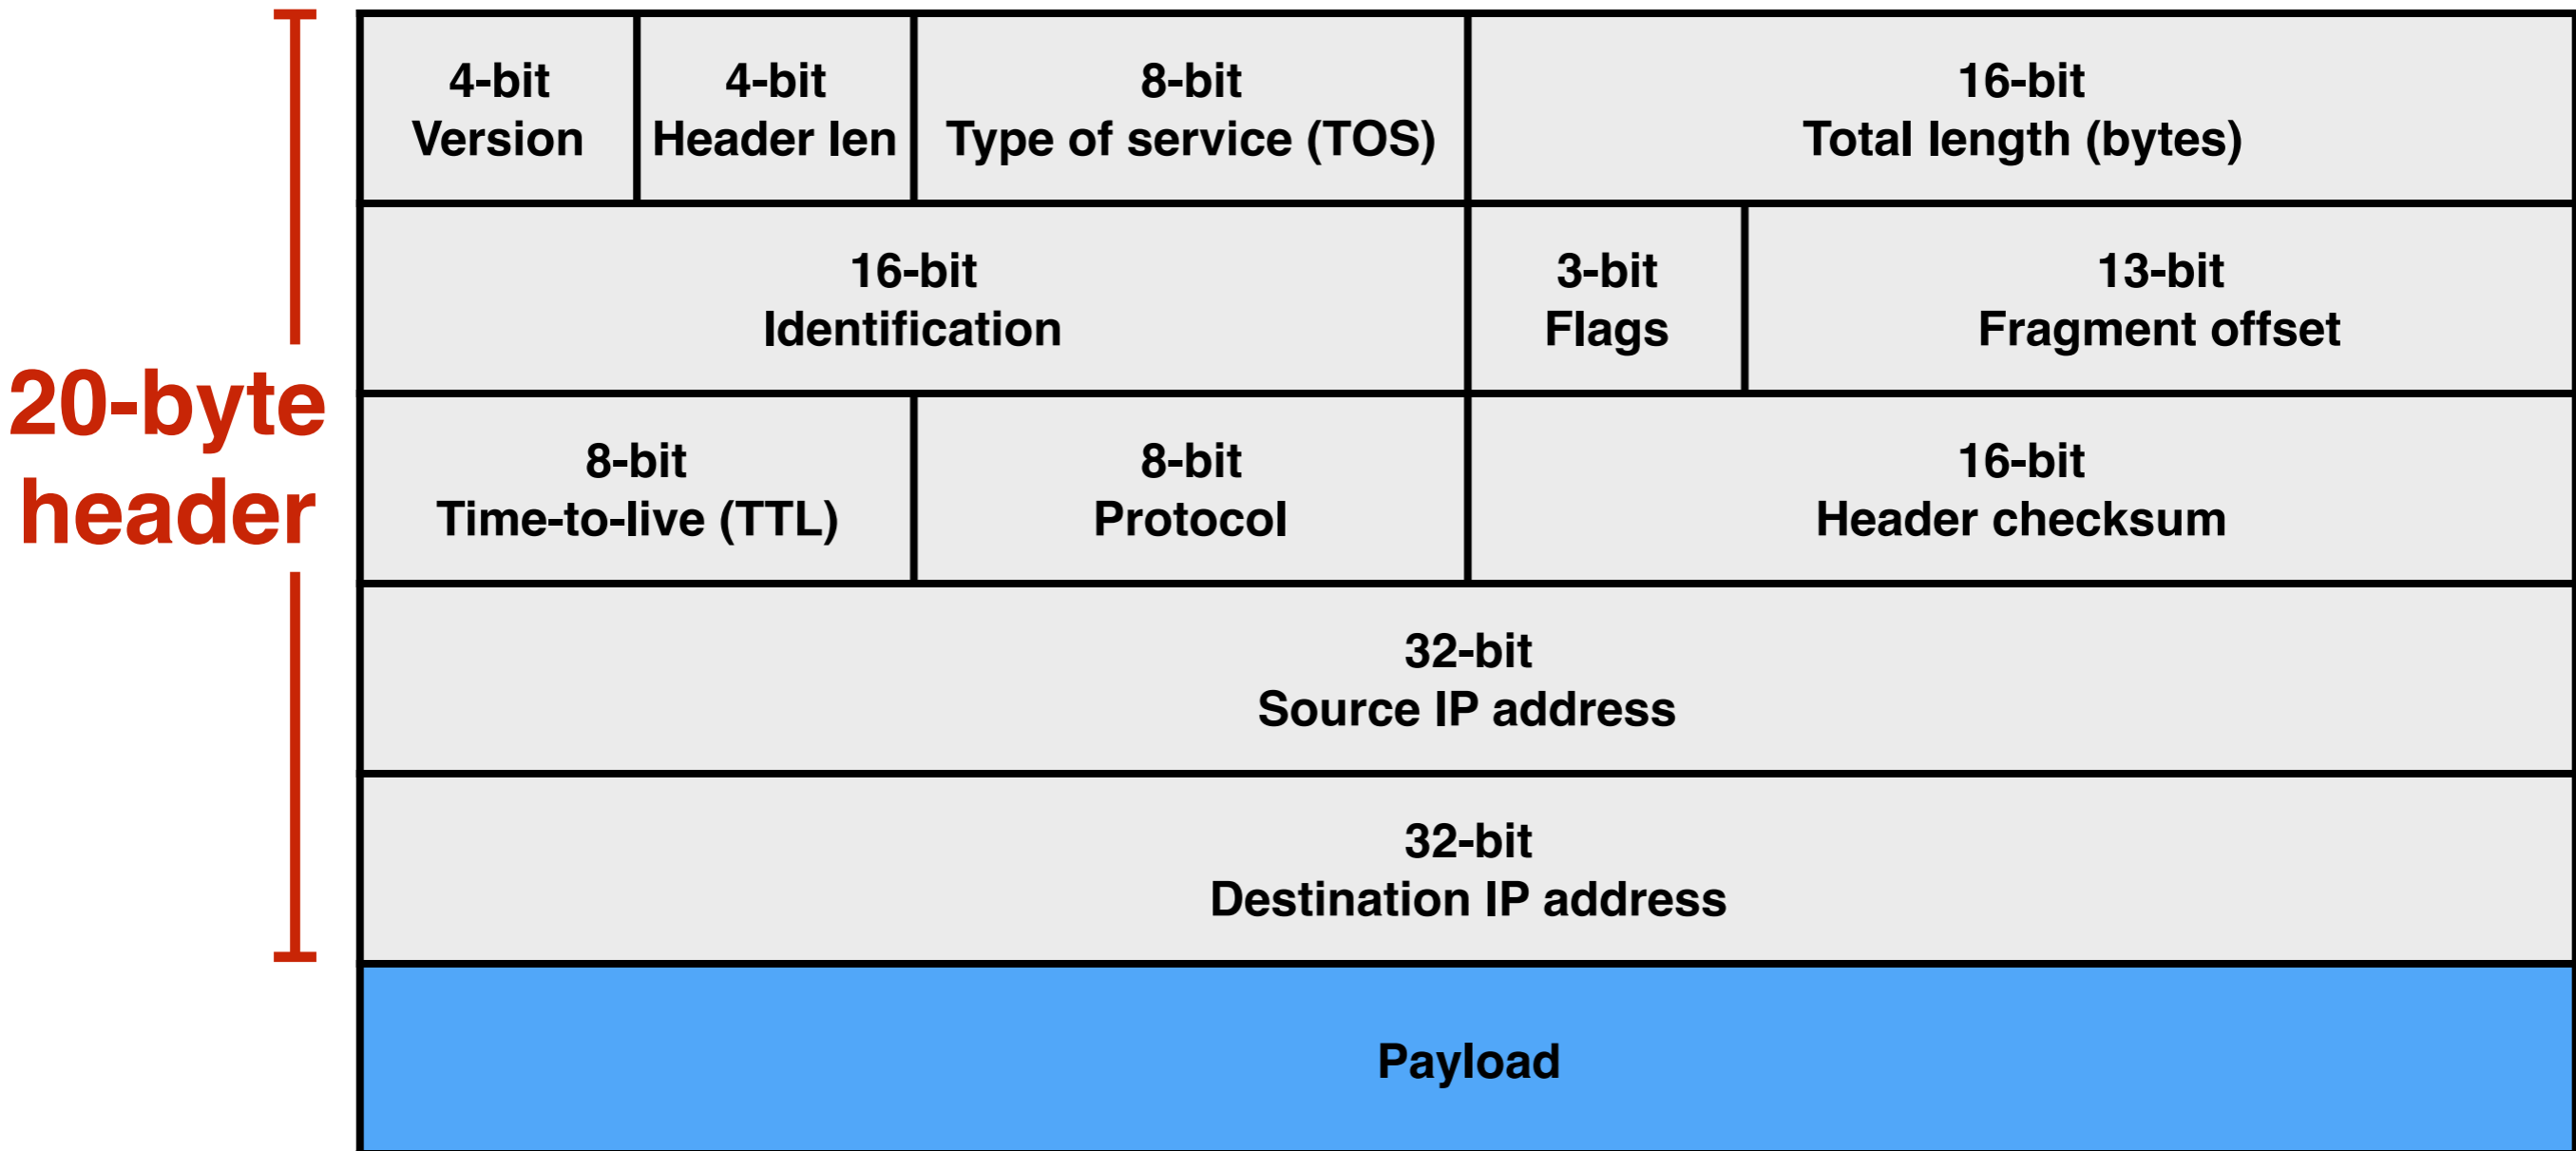 20-byte
header
4-bit
Version
4-bit
Header len
8-bit
Type of service (TOS)
16-bit
Total length (bytes)
16-bit
Identification
3-bit
Flags
13-bit
Fragment offset
8-bit
Time-to-live (TTL)
8-bit
Protocol
16-bit
Header checksum
32-bit
Source IP address
32-bit
Destination IP address
Payload